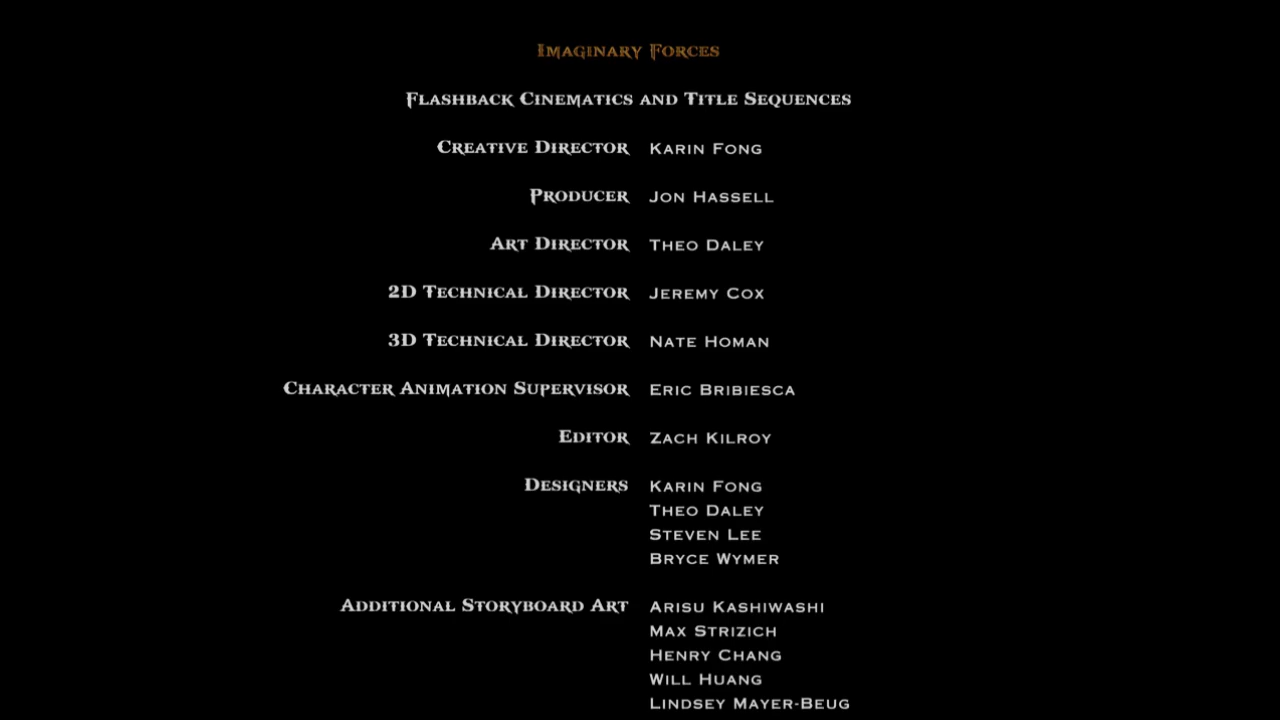 Imaginary Forces
Flashback Cinematics and Title Sequences
Creative Director Karin Fong
Producer Jon Hassell
Art Director Theo Daley
2D Technical Director Jeremy Cox
3D Technical Director Nate Homan
Character Animation Supervisor Eric Bribiesca
Editor Zach Kilroy
Designers Karin Fong
Theo Daley
Steven Lee
Bryce Wymer
Additional Storyboard Art Arisu Kashiwashi
Max Strizich
Henry Chang
Will Huang
Lindsey Mayer-Beug